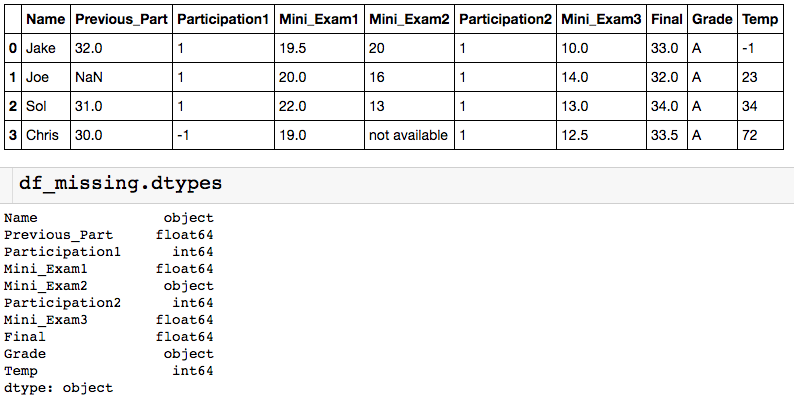 Name Previous_Part Participation1 Mini_Exam1 Mini_Exam2 Participation2 Mini_Exam3 Final Grade Temp
0 Jake 32.0 1 19.5 20 1 10.0 33.0 A -1
1 Joe NaN 1 20.0 16 1 14.0 32.0 A 23
2 Sol 31.0 1 22.0 13 1 13.0 34.0 A 34
3 Chris 30.0 -1 19.0 not available 1 12.5 33.5 A 72
df_missing.dtypes
Name object
Previous_Part float64
Participation1 int64
Mini_Exam1 float64
Mini_Exam2 object
Participation2 int64
Mini_Exam3 float64
Final float64
Grade object
Temp int64
dtype: object